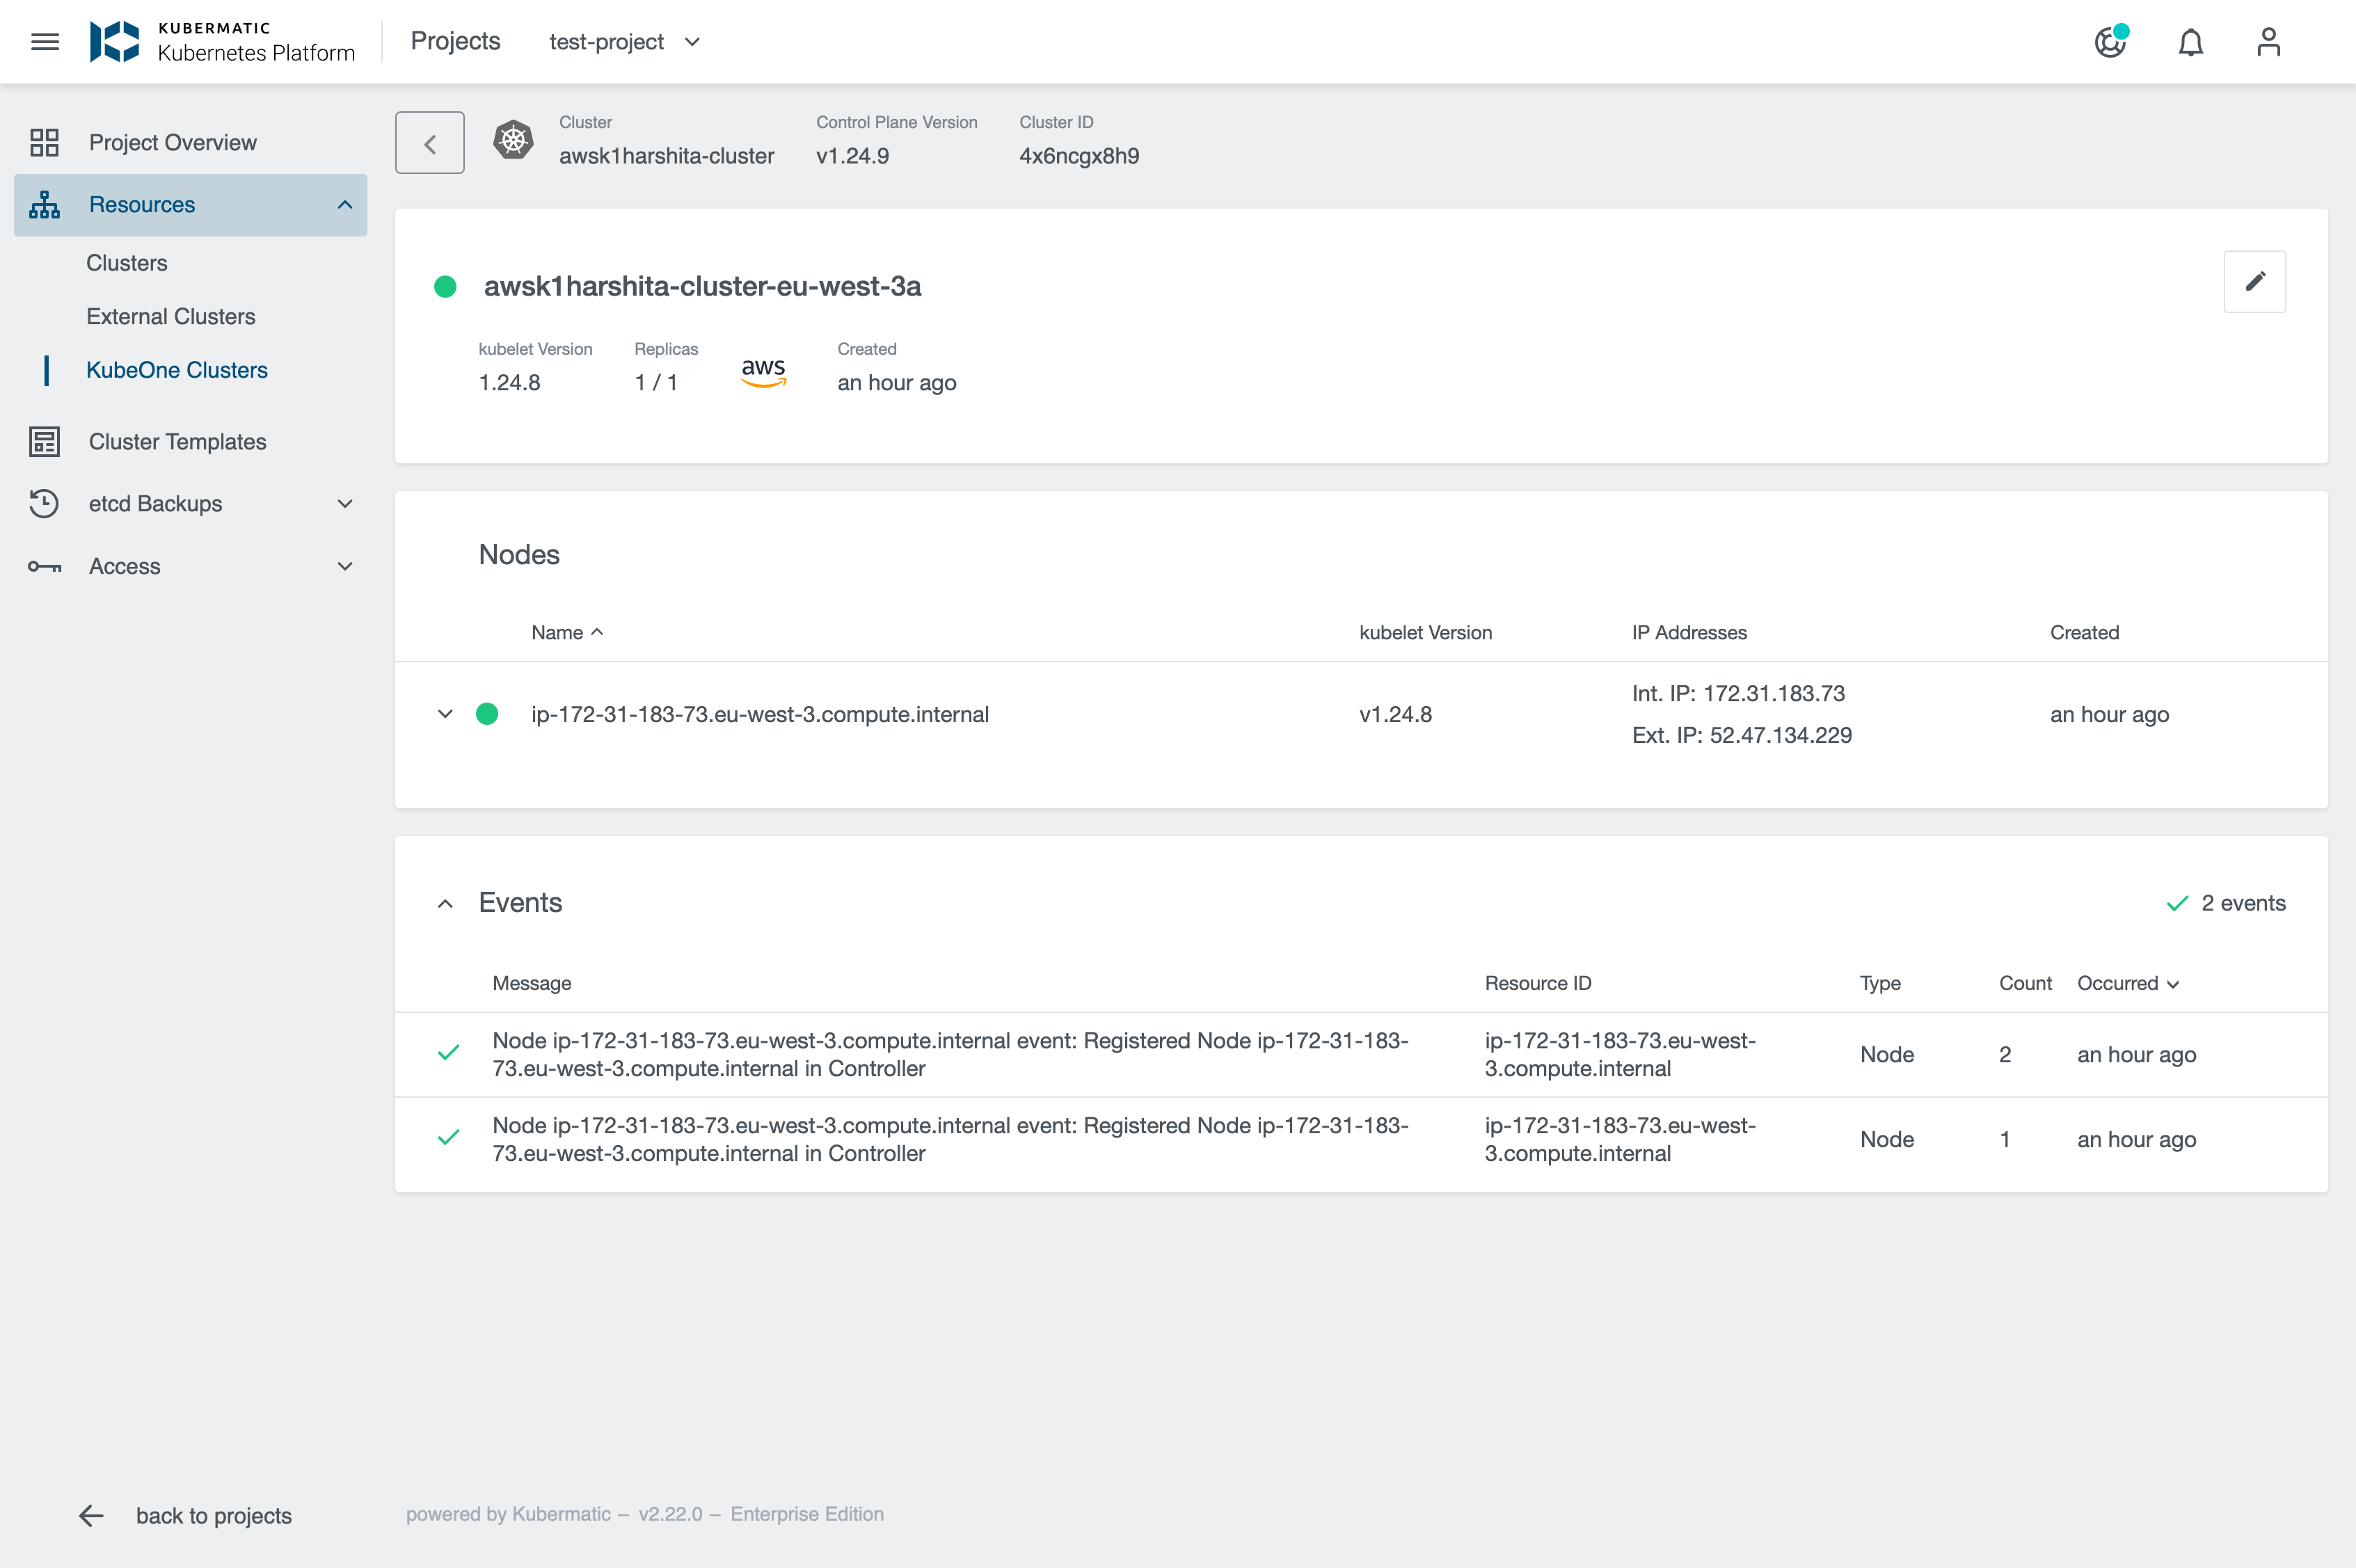 KUBERMATIC
Kubernetes Platform
Projects
test-project
Project Overview
Resources
Clusters
External Clusters
KubeOne Clusters
Cluster Templates
etcd Backups
Access
Cluster
awsk1harshita-cluster
Control Plane Version
v1.24.9
Cluster ID
4x6ncgx8h9
awsk1harshita-cluster-eu-west-3a
kubelet Version
1.24.8
Replicas
1 / 1
aws
Created
an hour ago
Nodes
Name
kubelet Version
IP Addresses
Created
ip-172-31-183-73.eu-west-3.compute.internal
v1.24.8
Int. IP: 172.31.183.73
Ext. IP: 52.47.134.229
an hour ago
Events
2 events
Message
Resource ID
Type
Count
Occurred
Node ip-172-31-183-73.eu-west-3.compute.internal event: Registered Node ip-172-31-183-
73.eu-west-3.compute.internal in Controller
ip-172-31-183-73.eu-west-
3.compute.internal
Node
2
an hour ago
Node ip-172-31-183-73.eu-west-3.compute.internal event: Registered Node ip-172-31-183-
73.eu-west-3.compute.internal in Controller
ip-172-31-183-73.eu-west-
3.compute.internal
Node
1
an hour ago
back to projects
powered by Kubermatic – v2.22.0 – Enterprise Edition